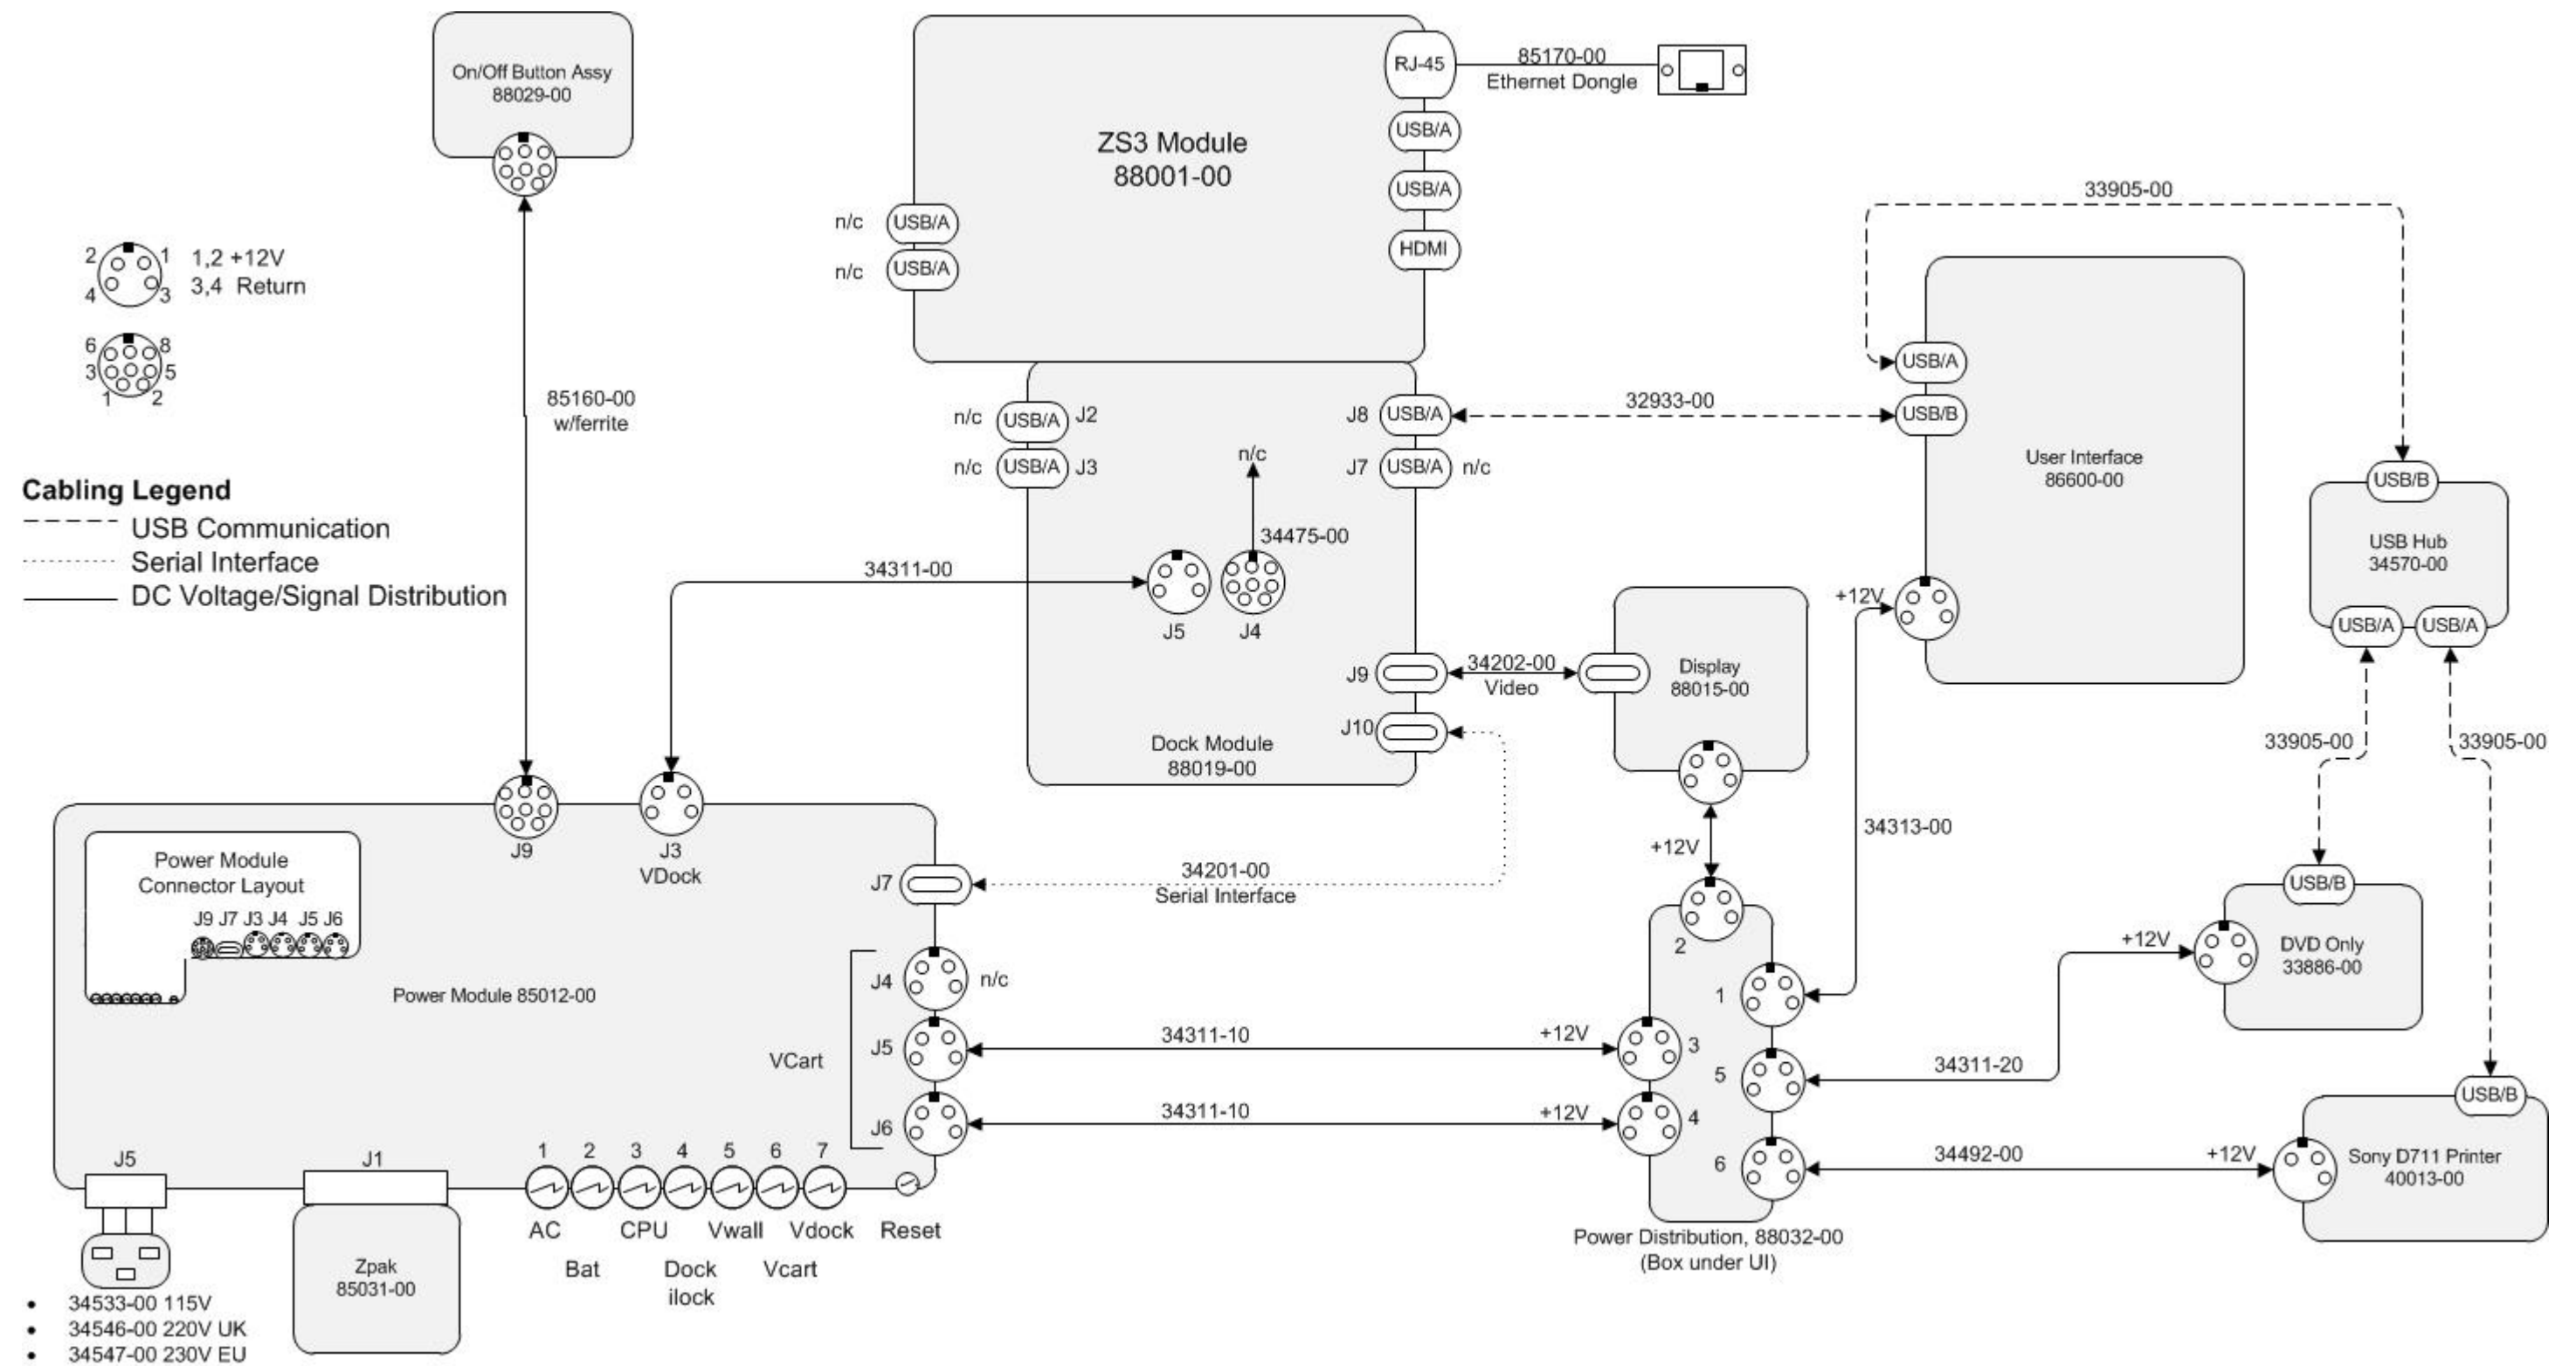 On/Off Button Assy
88029-00
ZS3 Module
88001-00
RJ-45
85170-00
Ethernet Dongle
USB/A
USB/A
HDMI
n/c
USB/A
n/c
USB/A
33905-00
2
1
4
3
1,2 +12V
3,4 Return
6
8
3
5
1
2
85160-00
w/ferrite
Cabling Legend
USB Communication
Serial Interface
DC Voltage/Signal Distribution
n/c
USB/A
J2
n/c
USB/A
J3
J8
USB/A
J7
USB/A
n/c
n/c
34475-00
J5
J4
34311-00
32933-00
USB/A
USB/B
User Interface
86600-00
+12V
USB/B
USB Hub
34570-00
USB/A
USB/A
J9
34202-00
Video
Display
88015-00
J10
Dock Module
88019-00
33905-00
33905-00
34313-00
+12V
J9
J3
VDock
Power Module
Connector Layout
J9 J7 J3 J4 J5 J6
Power Module 85012-00
J7
34201-00
Serial Interface
J4
n/c
J5
J6
VCart
34311-10
+12V
34311-10
+12V
2
1
3
5
4
6
34311-20
+12V
34492-00
+12V
USB/B
DVD Only
33886-00
USB/B
Sony D711 Printer
40013-00
Power Distribution, 88032-00
(Box under UI)
J5
J1
1 2 3 4 5 6 7
AC
CPU
Vwall
Vdock
Reset
Bat
Dock
ilock
Vcart
Zpak
85031-00
• 34533-00 115V
• 34546-00 220V UK
• 34547-00 230V EU